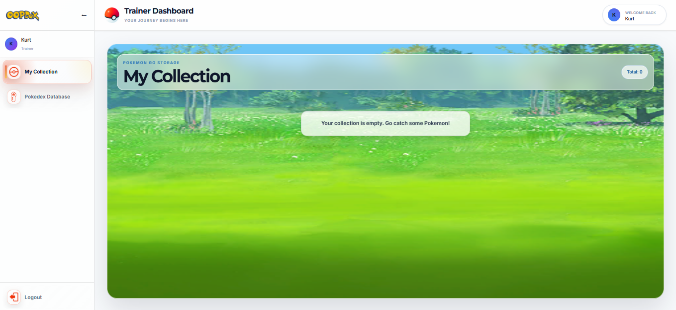 Kurt
Trainer
My Collection
Pokedex Database
Logout
Trainer Dashboard
YOUR JOURNEY BEGINS HERE
K
WELCOME BACK
Kurt
POKEMON HD STORAGE
My Collection
Total: 0
Your collection is empty. Go catch some Pokemon!